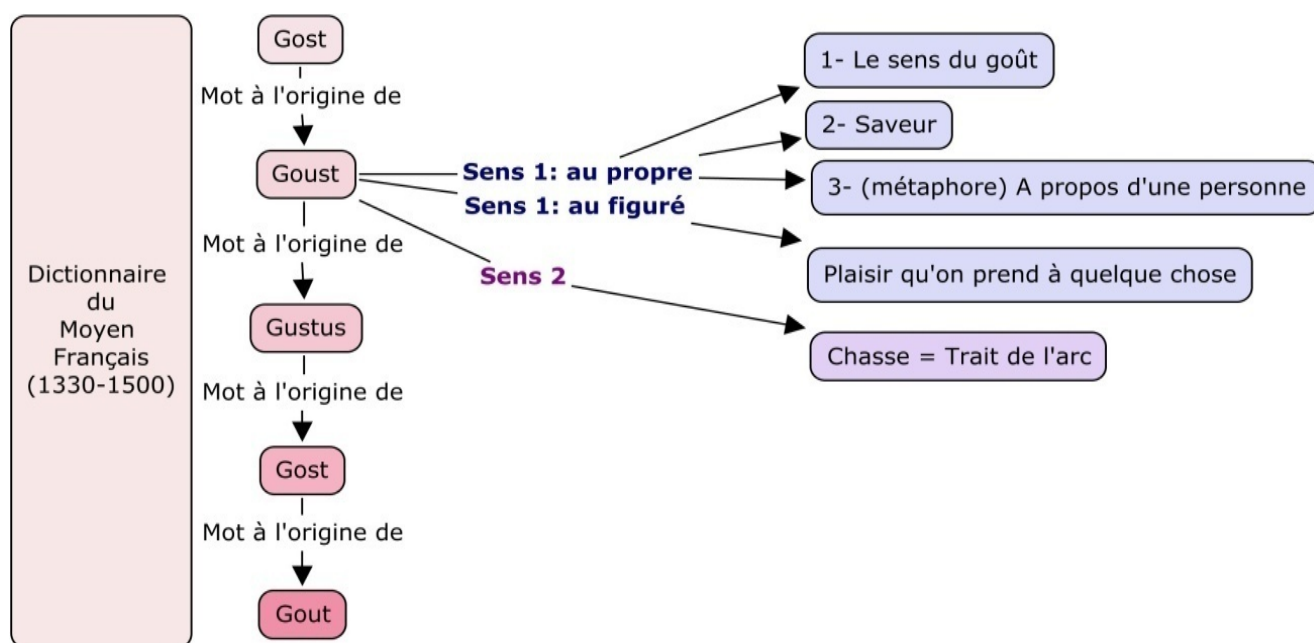 Dictionnaire
du
Moyen
Français
(1330-1500)
Gost
Mot à l'origine de
Goust
Mot à l'origine de
Gustus
Mot à l'origine de
Gost
Mot à l'origine de
Gout
Sens 1: au propre
Sens 1: au figuré
Sens 2
1- Le sens du goût
2- Saveur
3- (métaphore) A propos d'une personne
Plaisir qu'on prend à quelque chose
Chasse = Trait de l'arc